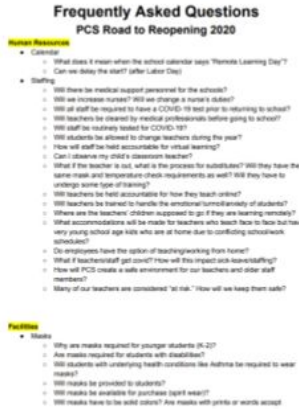 Frequently Asked Questions
PCS Road to Reopening 2020
Human Resources
Calendar
What does it mean when the school calendar says "Remote Learning Day"?
Can we delay the start? (after Labor Day)
Staffing
Will there be medical support personnel for the schools?
Will we increase nurses? Will we change a nurse's duties?
Will all staff be required to have a COVID-19 test prior to returning to school?
Will teachers be cleared by medical professionals before going to school?
Will staff be routinely tested for COVID-19?
Will students be allowed to change teachers during the year?
How will staff be held accountable for virtual learning?
Can I observe my child's classroom teacher?
What if the teacher is out, what is the process for substitutes? Will they have the
same mask and temperature check requirements as well? Will they have to
undergo some type of training?
Will teachers be held accountable for how they teach online?
Will teachers be trained to handle the emotional turmoil/anxiety of students?
Where are the teachers' children supposed to go if they are learning remotely?
What accommodations will be made for teachers who teach face to face but have
very young school age kids who are at home due to conflicting school/work
schedules?
Do employees have the option of teaching/working from home?
What if teachers/staff get covid? How will this impact sick-leave/staffing?
How will PCS create a safe environment for our teachers and older staff
members?
Many of our teachers are considered "at risk." How will we keep them safe?
Facilities
Masks
Why are masks required for younger students (K-2)?
Are masks required for students with disabilities?
Will students with underlying health conditions like Asthma be required to wear
masks?
Will masks be provided to students?
Will masks be available for purchase (spirit wear)?
Will masks have to be solid colors? Are masks with prints or words accept